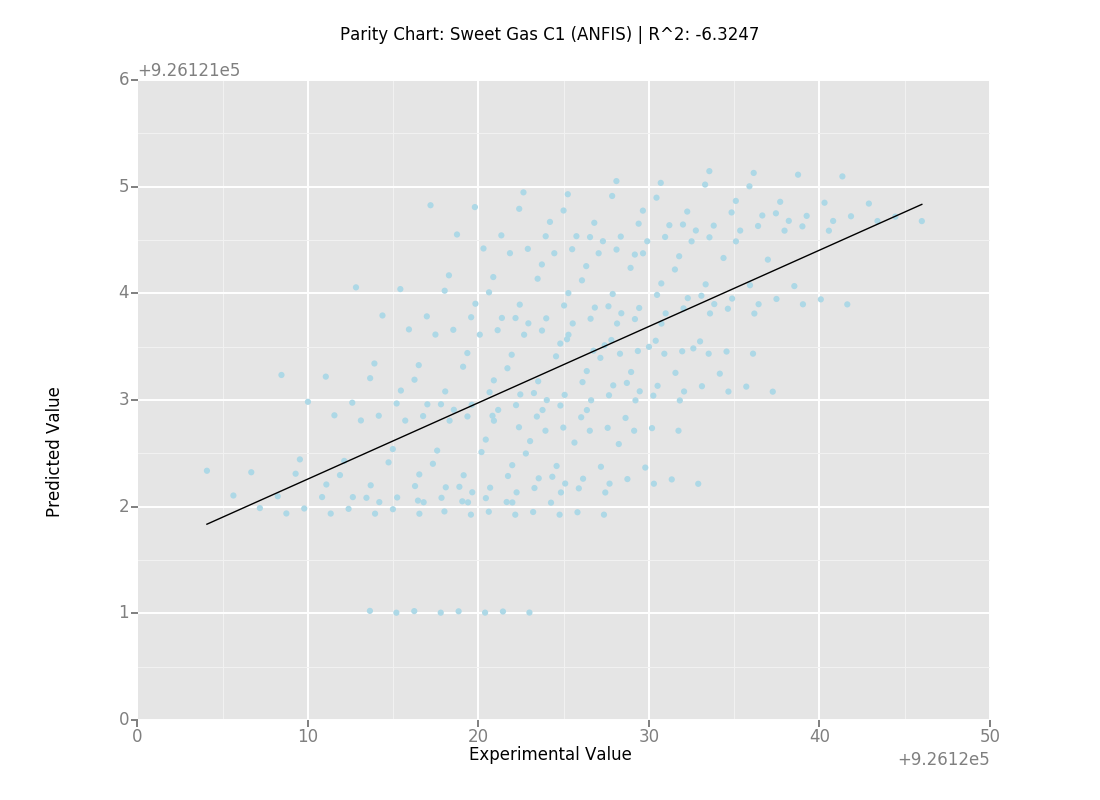 Parity Chart: Sweet Gas C1 (ANFIS) | R^2: -6.3247
+9.26121e5
6
5
4
3
2
1
0
Predicted Value
0 10 20 30 40 50
Experimental Value
+9.2612e5